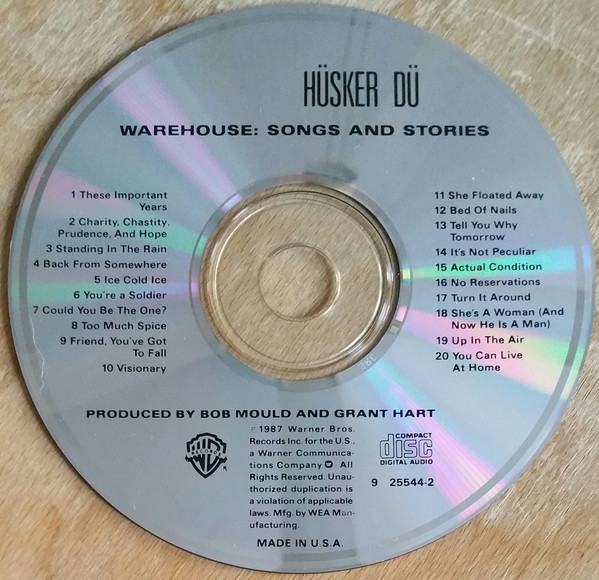 HÜSKER DÜ
WAREHOUSE: SONGS AND STORIES
1 These Important
Years
2 Charity, Chastity,
Prudence, And Hope
3 Standing In The Rain
4 Back From Somewhere
5 Ice Cold Ice
6 You're a Soldier
7 Could You Be The One?
8 Too Much Spice
9 Friend, You've Got
To Fall
10 Visionary
11 She Floated Away
12 Bed Of Nails
13 Tell You Why
Tomorrow
14 It's Not Peculiar
15 Actual Condition
16 No Reservations
17 Turn It Around
18 She's A Woman (And
Now He Is A Man)
19 Up In The Air
20 You Can Live
At Home
PRODUCED BY BOB MOULD AND GRANT HART
℗ 1987 Warner Bros.
Records Inc. for the U.S.,
a Warner Communica-
tions Company All
Rights Reserved. Unau-
thorized duplication is
a violation of applicable
laws. Mfg. by WEA Man-
ufacturing.
MADE IN U.S.A.
RECORDS
COMPACT
disc
DIGITAL AUDIO
9 25544-2